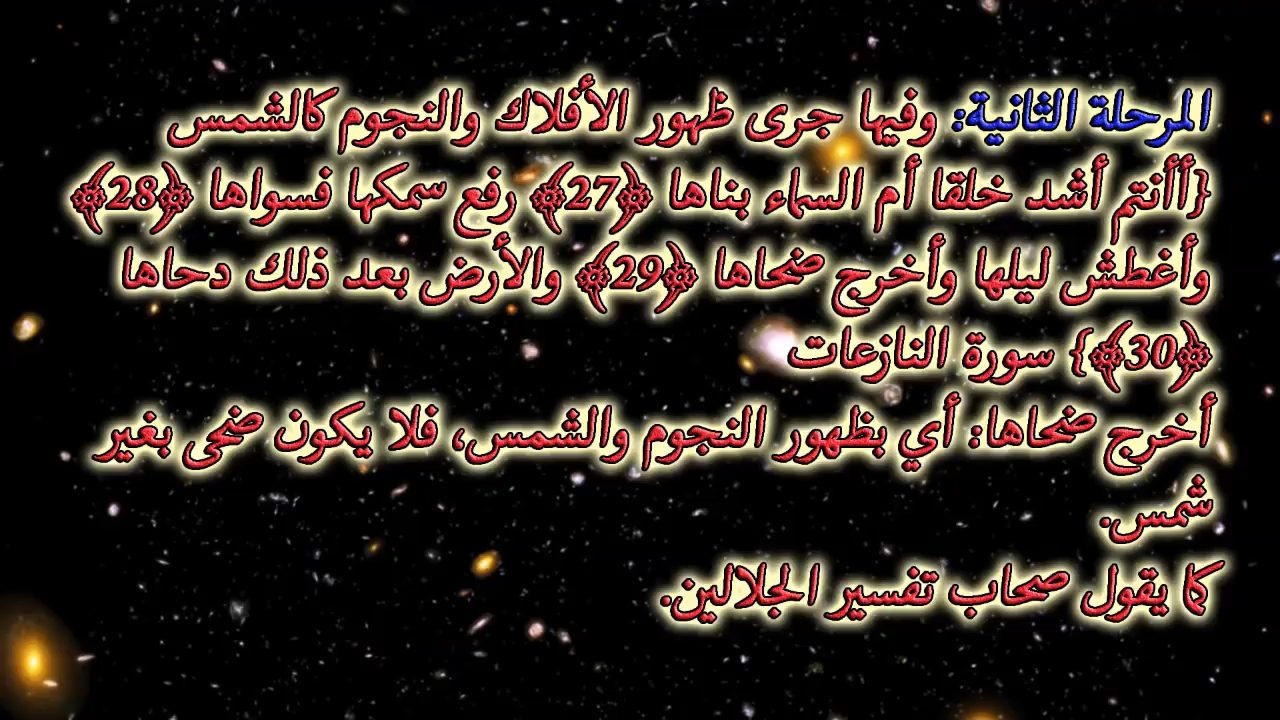 المرحلة الثانية: وفيها جرى ظهور الأفلاك والنجوم كالشمس
{أأنتم أشد خلقا أم السماء بناها ﴿27﴾ رفع سمكها فسواها ﴿28﴾
وأغطش ليلها وأخرج ضحاها ﴿29﴾ والأرض بعد ذلك دحاها
﴿30﴾} سورة النازعات
أخرج ضحاها: أي بظهور النجوم والشمس، فلا يكون ضحى بغير
شمس.
كما يقول صحاب تفسير الجلالين.